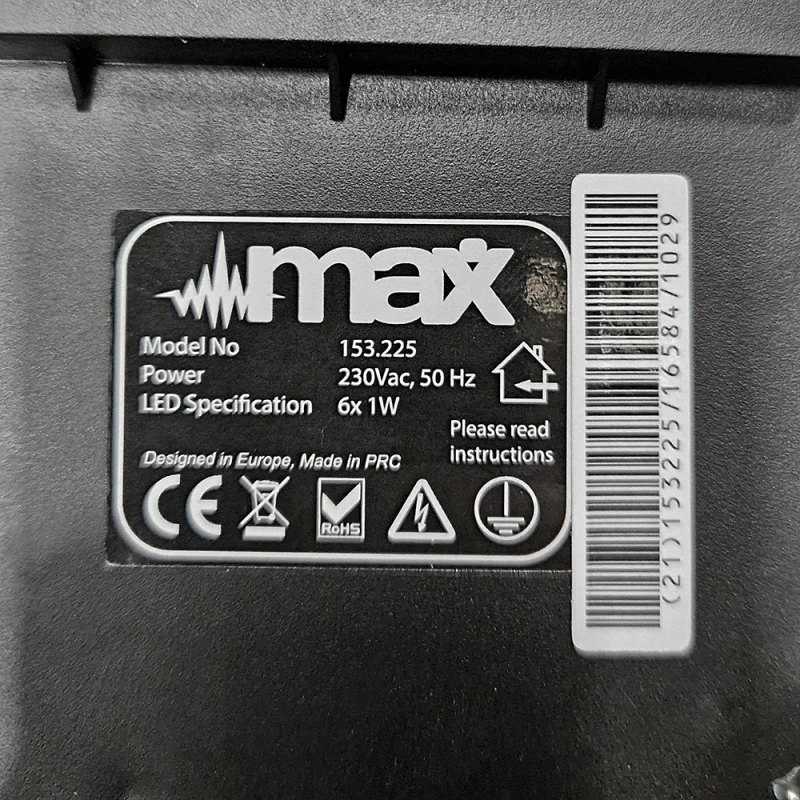 max
Model No 153.225
Power 230Vac, 50 Hz
LED Specification 6x 1W
Please read
instructions
Designed in Europe, Made in PRC
CE
RoHS
(21)153225/16584/1029